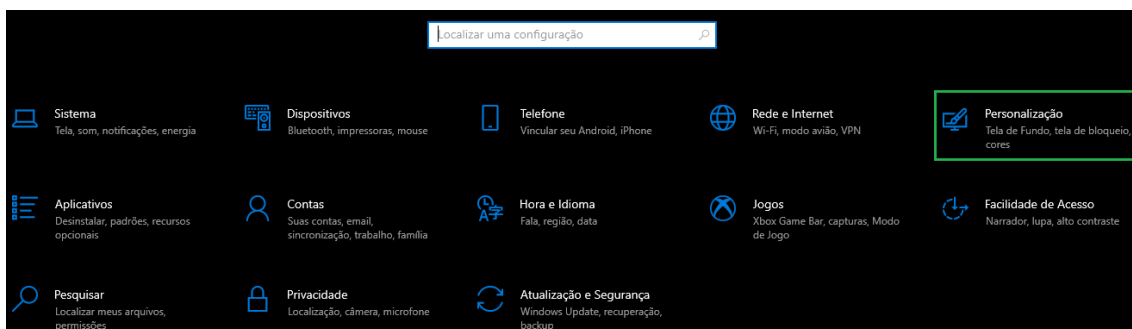 Localizar uma configuração
Sistema
Tela, som, notificações, energia
Dispositivos
Bluetooth, impressoras, mouse
Telefone
Vincular seu Android, iPhone
Rede e Internet
Wi-Fi, modo avião, VPN
Personalização
Tela de Fundo, tela de bloqueio,
cores
Aplicativos
Desinstalar, padrões, recursos
opcionais
Contas
Suas contas, email,
sincronização, trabalho, família
Hora e Idioma
Fala, região, data
Jogos
Xbox Game Bar, capturas, Modo
de Jogo
Facilidade de Acesso
Narrador, lupa, alto contraste
Pesquisar
Localizar meus arquivos,
permissões
Privacidade
Localização, câmera, microfone
Atualização e Segurança
Windows Update, recuperação,
backup